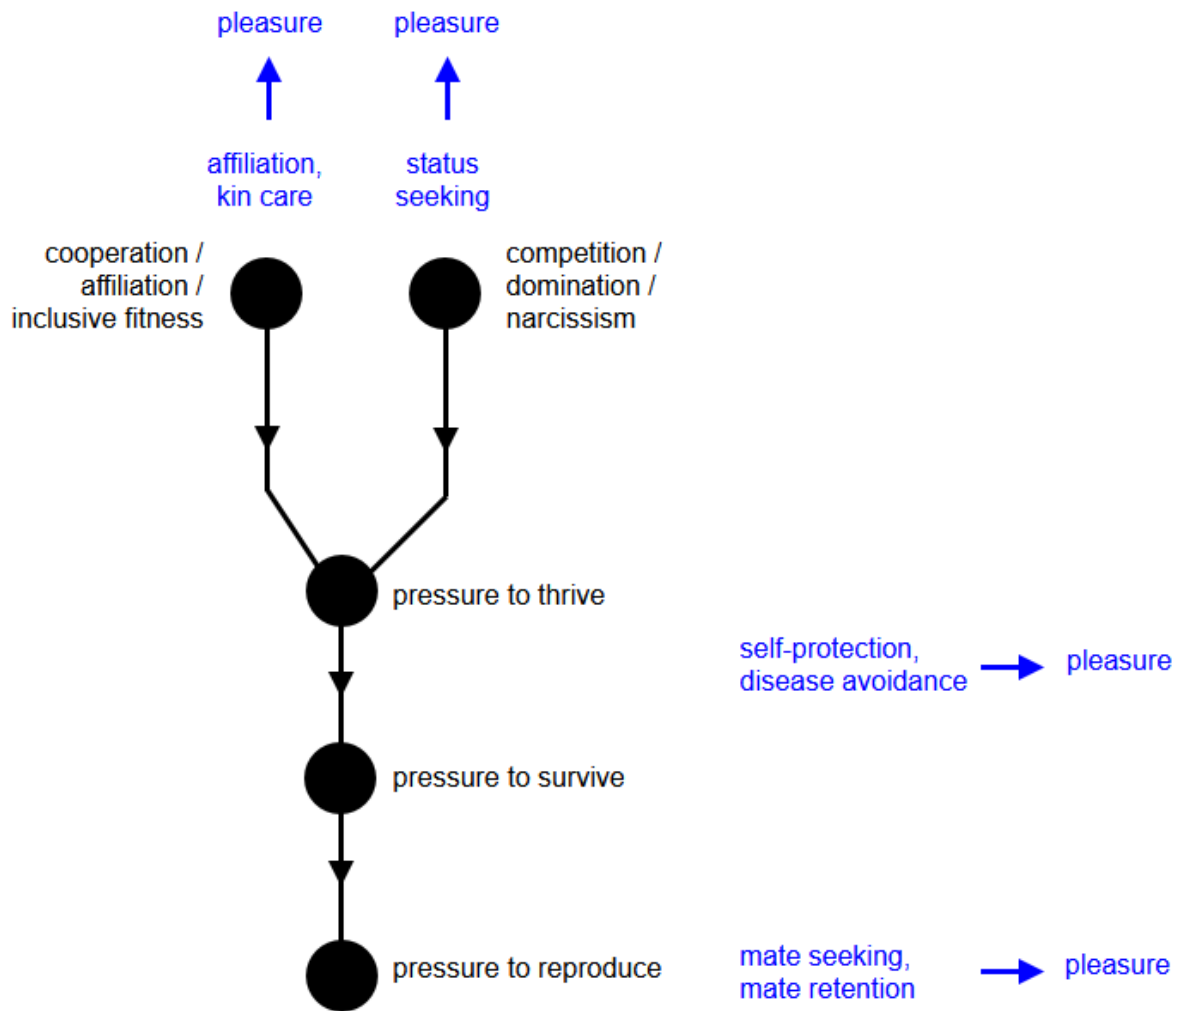 pleasure
pleasure
affiliation,
kin care
status
seeking
cooperation /
affiliation /
inclusive fitness
competition /
domination /
narcissism
pressure to thrive
self-protection,
disease avoidance
pleasure
pressure to survive
pressure to reproduce
mate seeking,
mate retention
pleasure